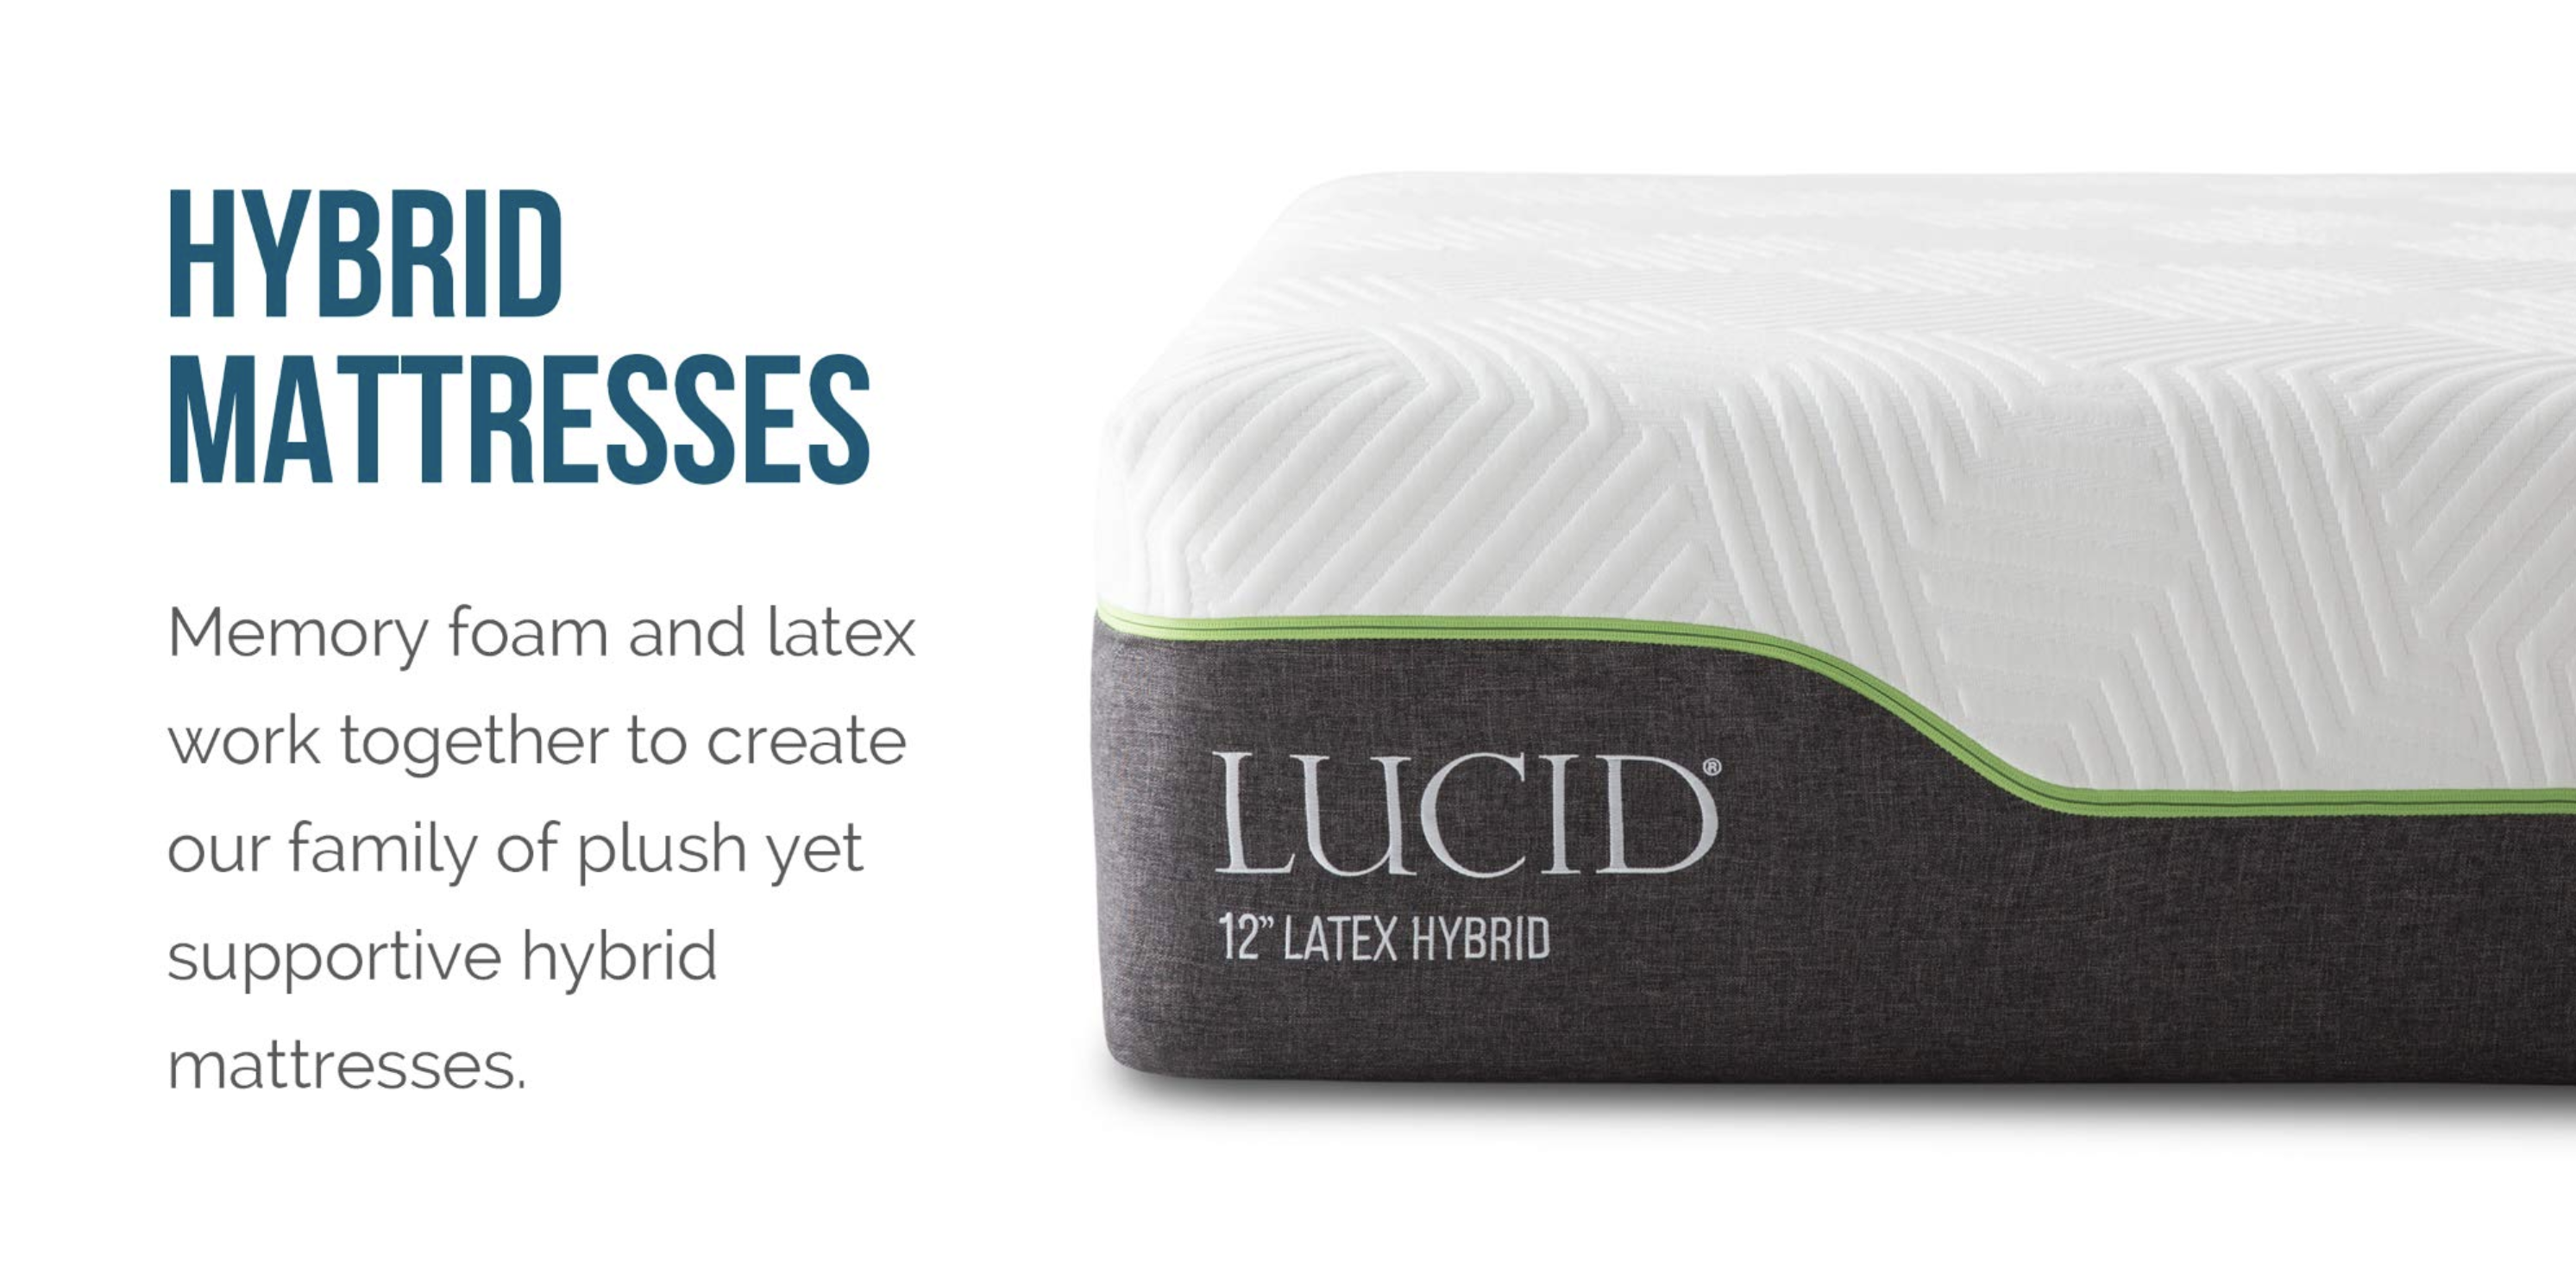 HYBRID
MATTRESSES
Memory foam and latex
work together to create
our family of plush yet
supportive hybrid
mattresses.
LUCID®
12” LATEX HYBRID